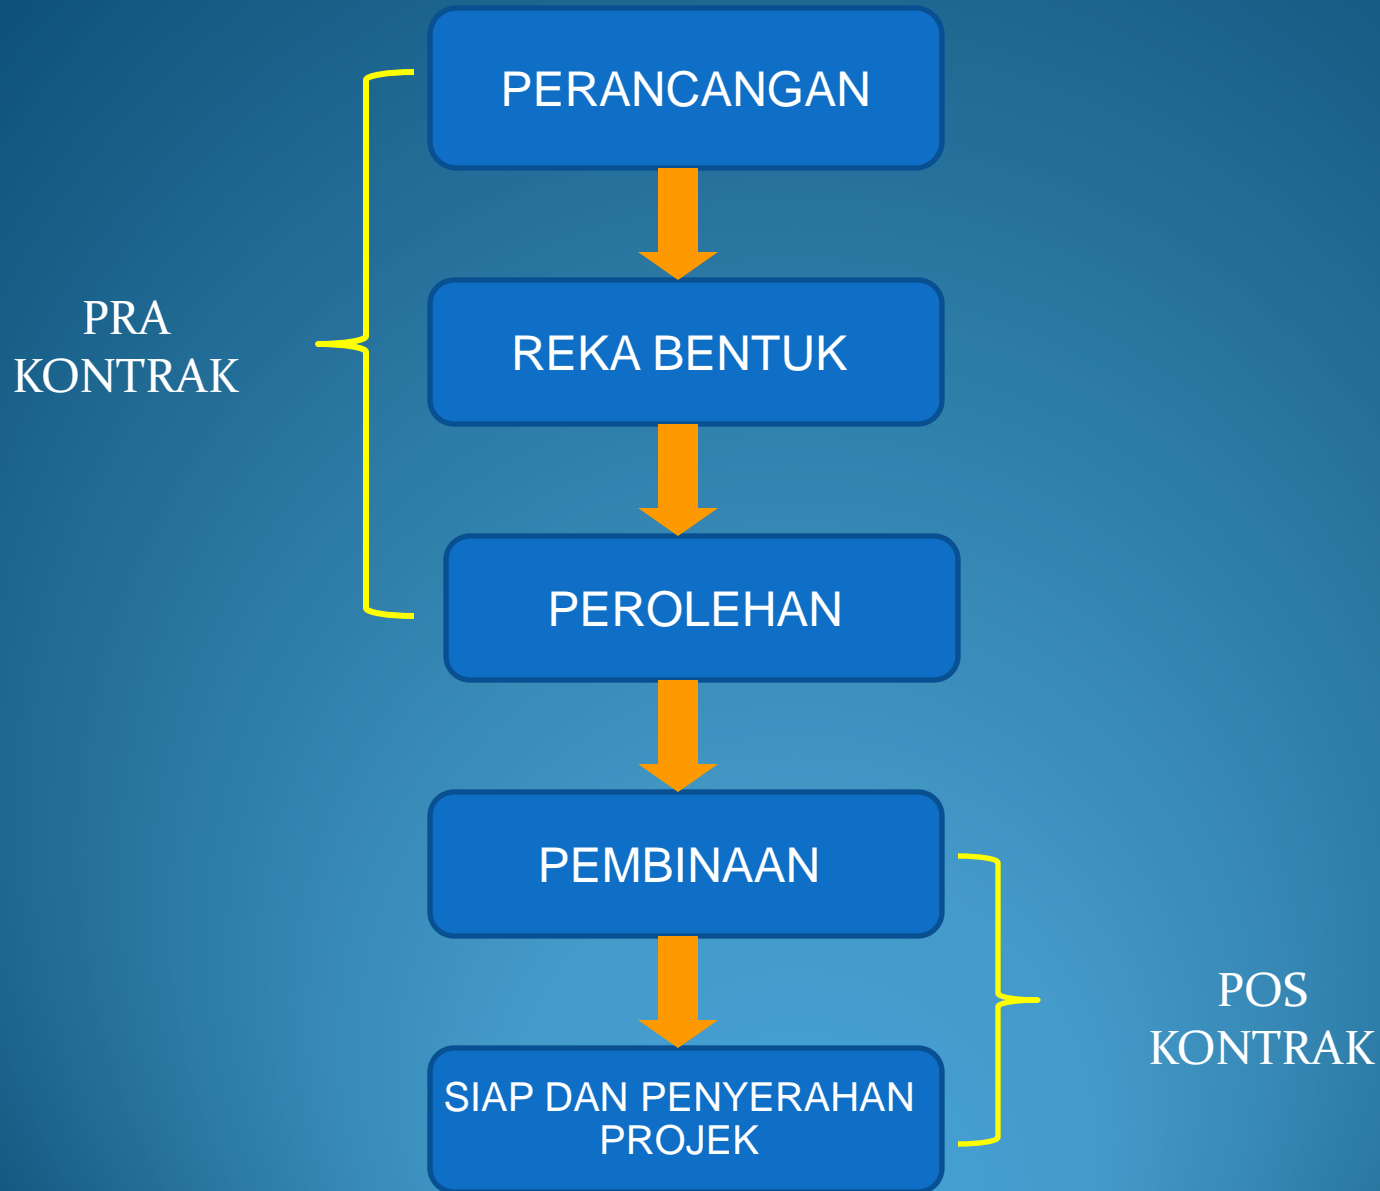 PERANCANGAN
PRA
KONTRAK
REKA BENTUK
PEROLEHAN
PEMBINAAN
POS
KONTRAK
SIAP DAN PENYERAHAN
PROJEK